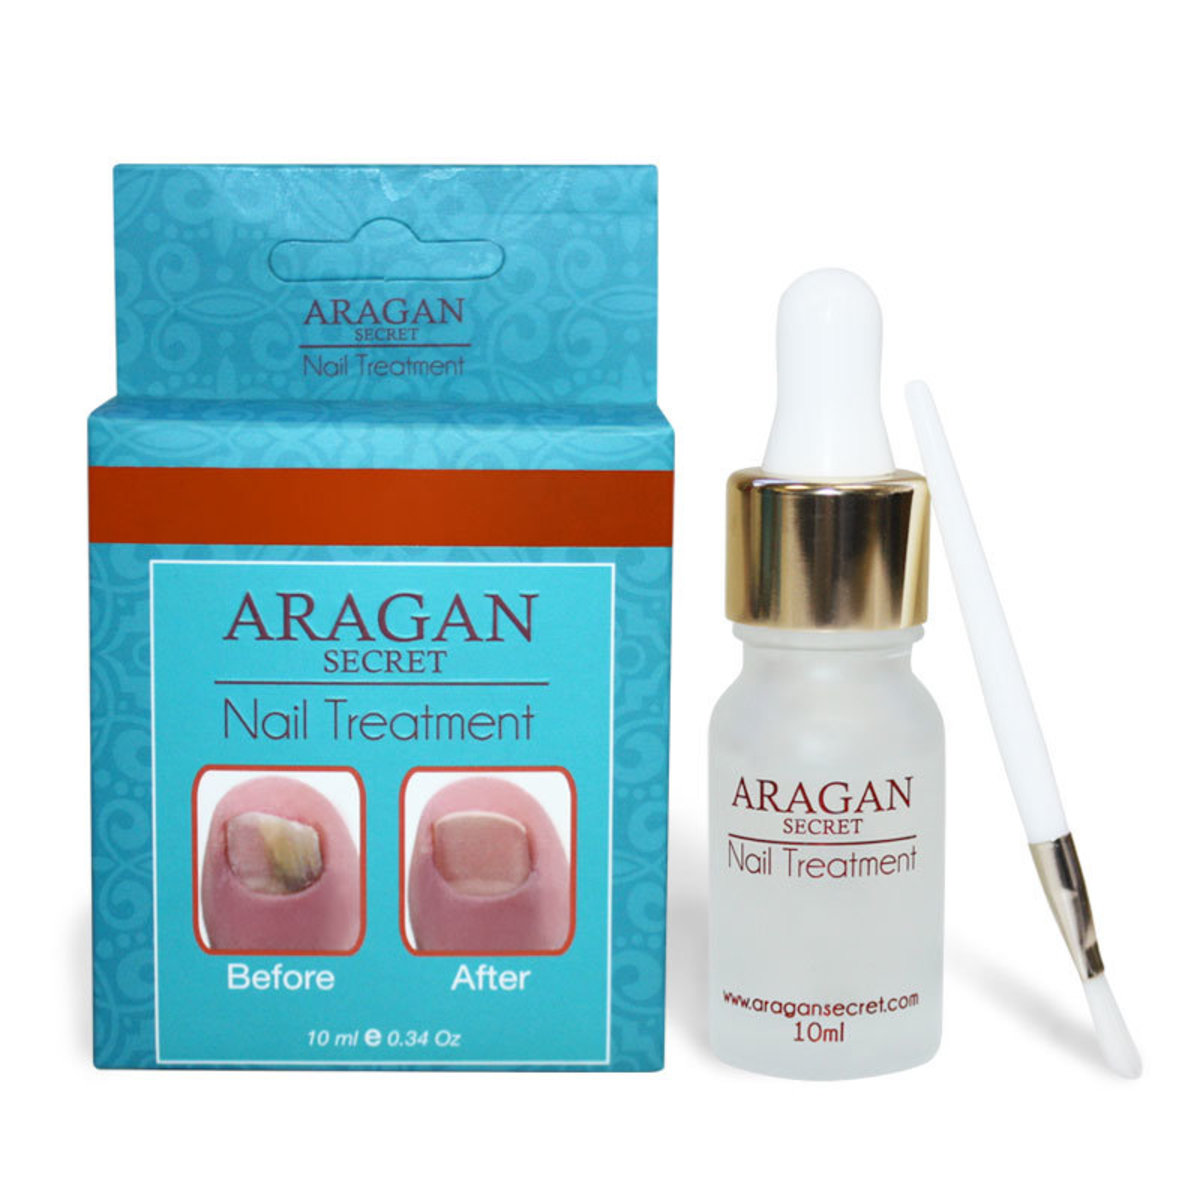 ARAGAN
SECRET
Nail Treatment
ARAGAN
SECRET
Nail Treatment
Before
After
10 ml e 0.34 Oz
ARAGAN
SECRET
Nail Treatment
www.aragansecret.com
10ml